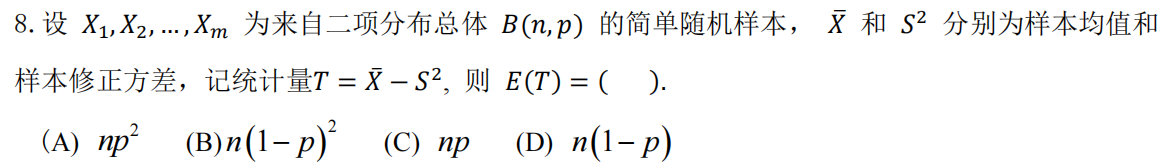 8. 设 X₁, X₂, …, Xₘ 为来自二项分布总体 B(n, p) 的简单随机样本， X̄ 和 S² 分别为样本均值和
样本修正方差，记统计量T = X̄ − S², 则 E(T) = ( ).
(A) np² (B) n(1−p)² (C) np (D) n(1−p)